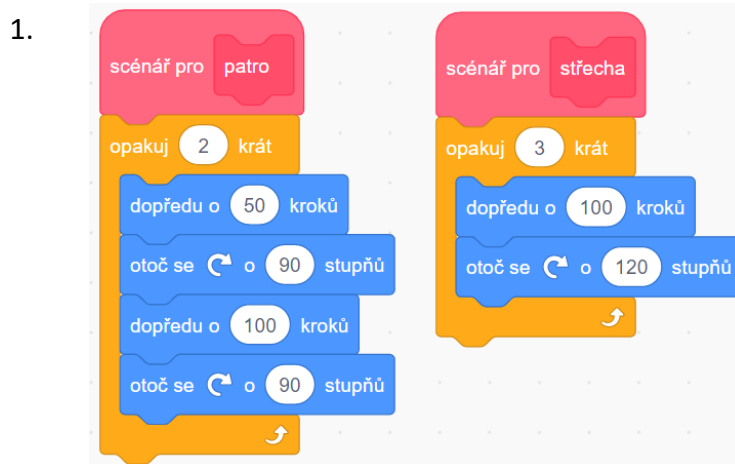 1.
scénář pro patro
opakuj 2 krát
dopředu o 50 kroků
otoč se o 90 stupňů
dopředu o 100 kroků
otoč se o 90 stupňů
scénář pro střecha
opakuj 3 krát
dopředu o 100 kroků
otoč se o 120 stupňů